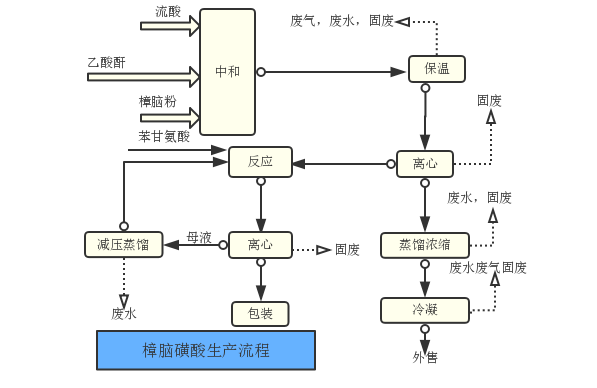 流酸
废气，废水，固废
乙酸酐
中和
保温
樟脑粉
固废
苯甘氨酸
反应
离心
废水，固废
减压蒸馏
母液
离心
固废
蒸馏浓缩
废水废气固废
废水
包装
冷凝
樟脑磺酸生产流程
外售